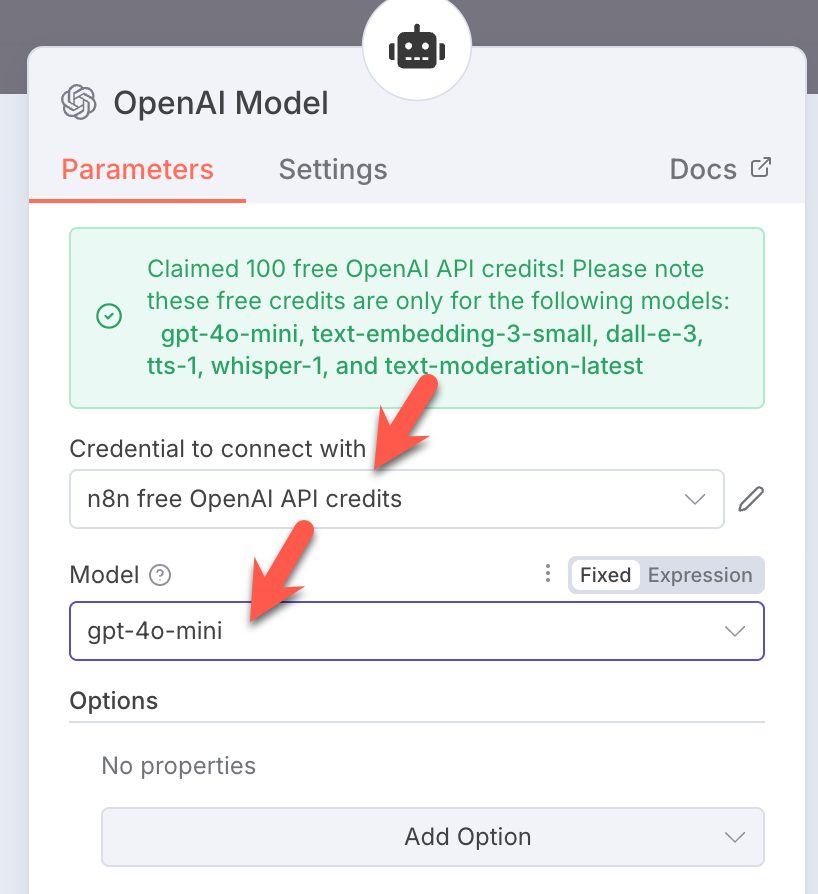 OpenAI Model
Parameters Settings Docs
Claimed 100 free OpenAI API credits! Please note
these free credits are only for the following models:
gpt-4o-mini, text-embedding-3-small, dall-e-3,
tts-1, whisper-1, and text-moderation-latest
Credential to connect with
n8n free OpenAI API credits
Model ? Fixed Expression
gpt-4o-mini
Options
No properties
Add Option